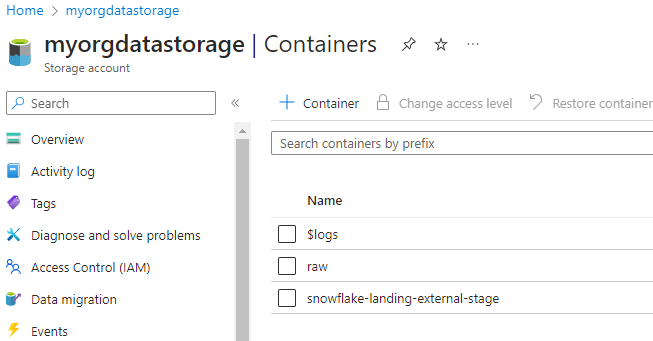 Home > myorgdatastorage
myorgdatastorage | Containers
Storage account
Search
+ Container Change access level Restore container
Search containers by prefix
Overview
Activity log
Tags
Diagnose and solve problems
Access Control (IAM)
Data migration
Events
Name
$logs
raw
snowflake-landing-external-stage